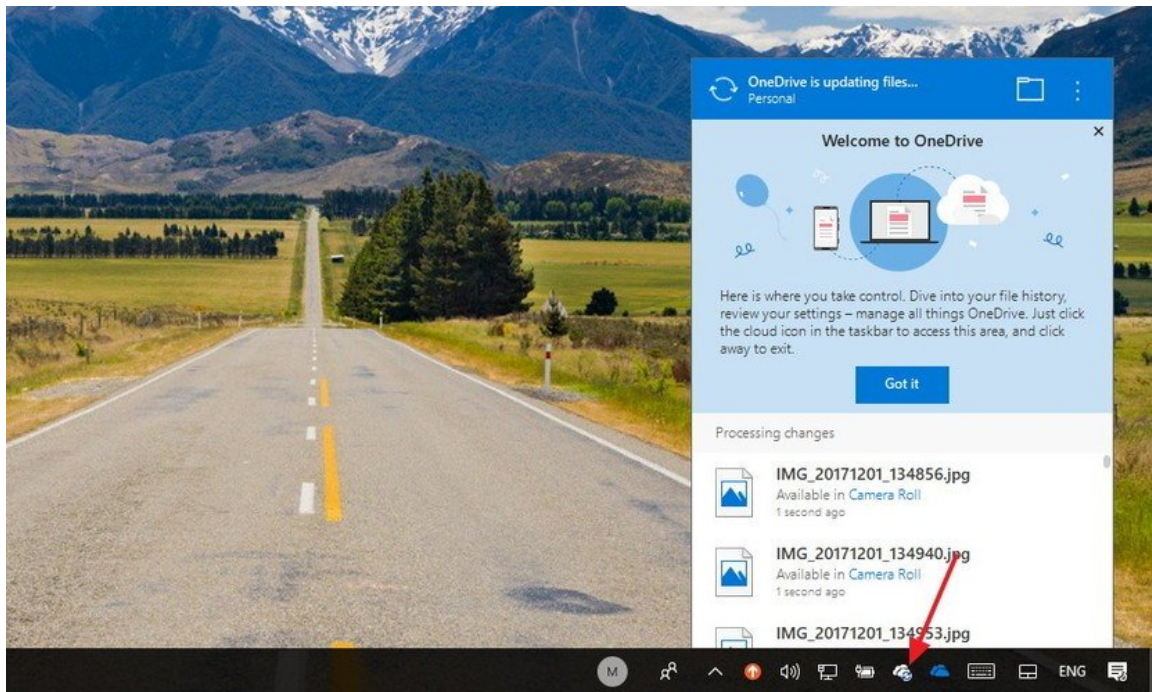 OneDrive is updating files...
Personal
Welcome to OneDrive
Here is where you take control. Dive into your file history,
review your settings – manage all things OneDrive. Just click
the cloud icon in the taskbar to access this area, and click
away to exit.
Got it
Processing changes
IMG_20171201_134856.jpg
Available in Camera Roll
1 second ago
IMG_20171201_134940.jpg
Available in Camera Roll
1 second ago
IMG_20171201_134953.jpg
M
ENG